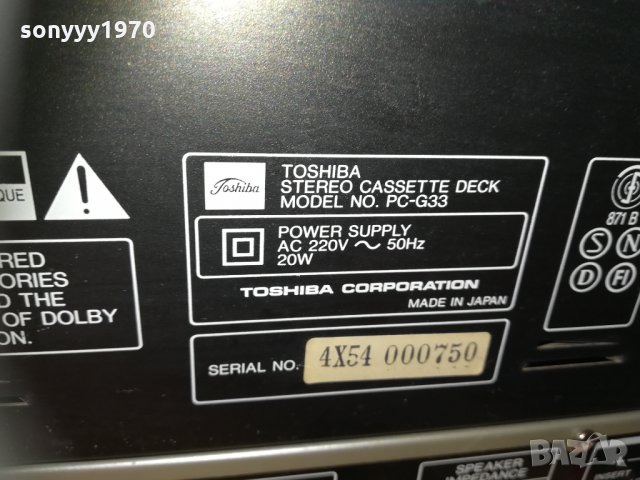 sonyyy1970
QUE
Toshiba
TOSHIBA
STEREO CASSETTE DECK
MODEL NO. PC-G33
POWER SUPPLY
AC 220V ~ 50Hz
20W
TOSHIBA CORPORATION
MADE IN JAPAN
SERIAL NO. 4X54 000750
RED
ORIES
D THE
OF DOLBY
ON.
871 B
S N
D FI
SPEAKER
IMPEDANCE
INSERT
BAZAR
bg